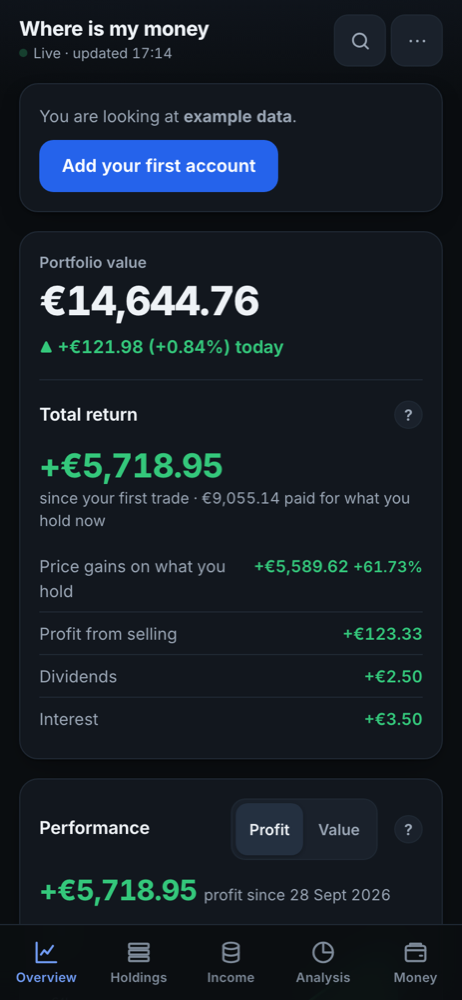 Where is my money
Live · updated 17:14
You are looking at example data.
Add your first account
Portfolio value
€14,644.76
▲ +€121.98 (+0.84%) today
Total return
?
+€5,718.95
since your first trade · €9,055.14 paid for what you
hold now
Price gains on what you
hold
+€5,589.62 +61.73%
Profit from selling
+€123.33
Dividends
+€2.50
Interest
+€3.50
Performance
Profit
Value
?
+€5,718.95 profit since 28 Sept 2026
Overview
Holdings
Income
Analysis
Money